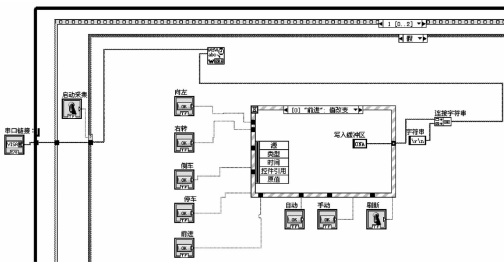 1 [0..2]
假
启动采集
串口链接:
向左
右转
倒车
停车
前进
[0] "前进": 值改变
源
类型
时间
控件引用
原值
写入缓冲区
连接字符串
字符串
\r\n
自动
手动
刷新